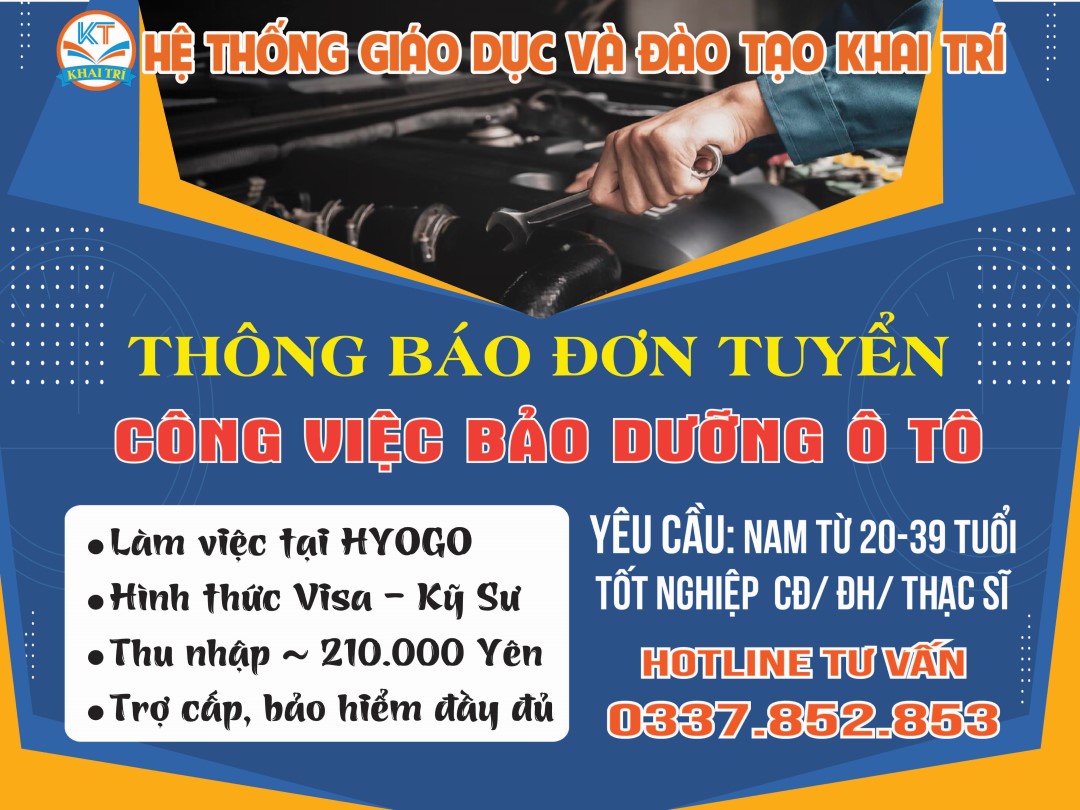 KT
KHAI TRÍ
HỆ THỐNG GIÁO DỤC VÀ ĐÀO TẠO KHAI TRÍ
THÔNG BÁO ĐƠN TUYỂN
CÔNG VIỆC BẢO DƯỠNG Ô TÔ
• Làm việc tại HYOGO
• Hình thức Visa - Kỹ Sư
• Thu nhập ~ 210.000 Yên
• Trợ cấp, bảo hiểm đầy đủ
YÊU CẦU: NAM TỪ 20-39 TUỔI
TỐT NGHIỆP CĐ/ ĐH/ THẠC SĨ
HOTLINE TƯ VẤN
0337.852.853